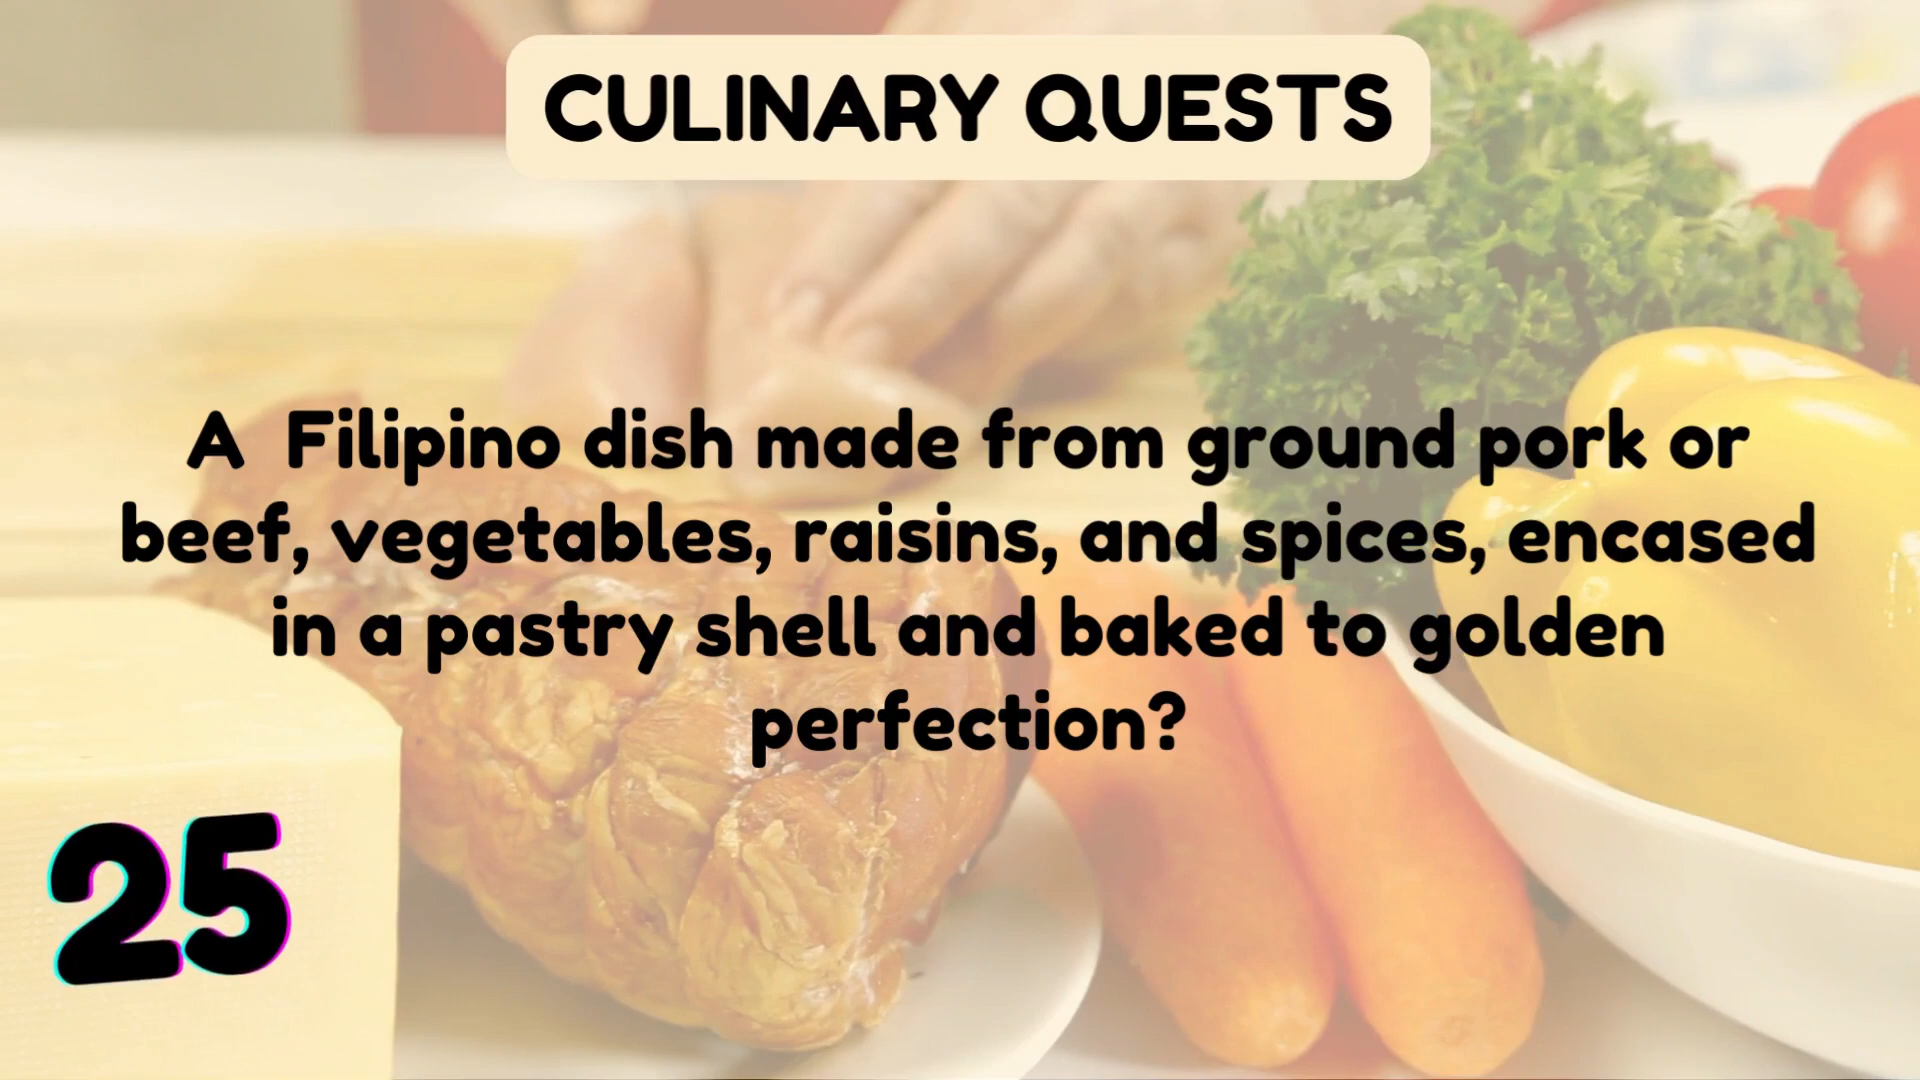 CULINARY QUESTS
A Filipino dish made from ground pork or
beef, vegetables, raisins, and spices, encased
in a pastry shell and baked to golden
perfection?
25